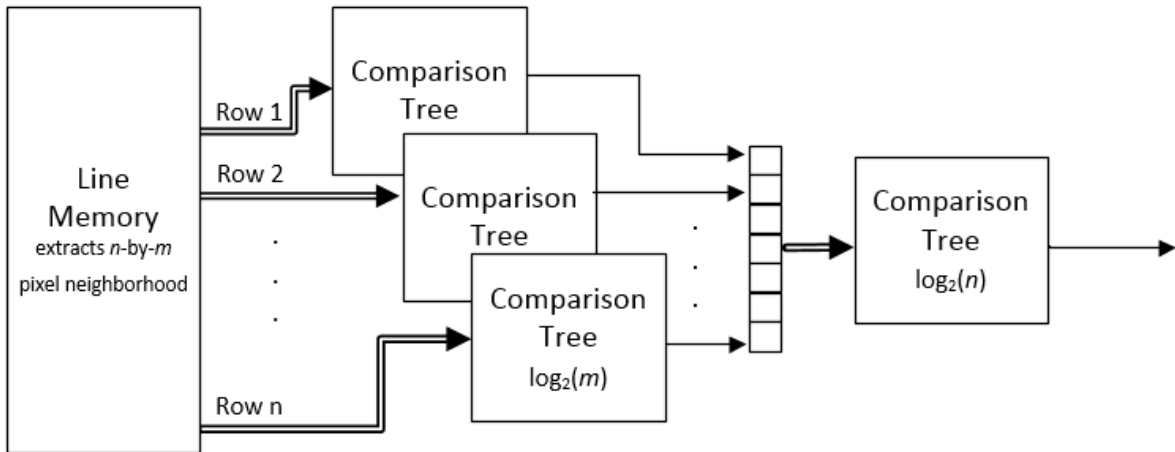 Line
Memory
extracts n-by-m
pixel neighborhood
Row 1
Row 2
Row n
Comparison
Tree
Comparison
Tree
Comparison
Tree
log₂(m)
Comparison
Tree
log₂(n)